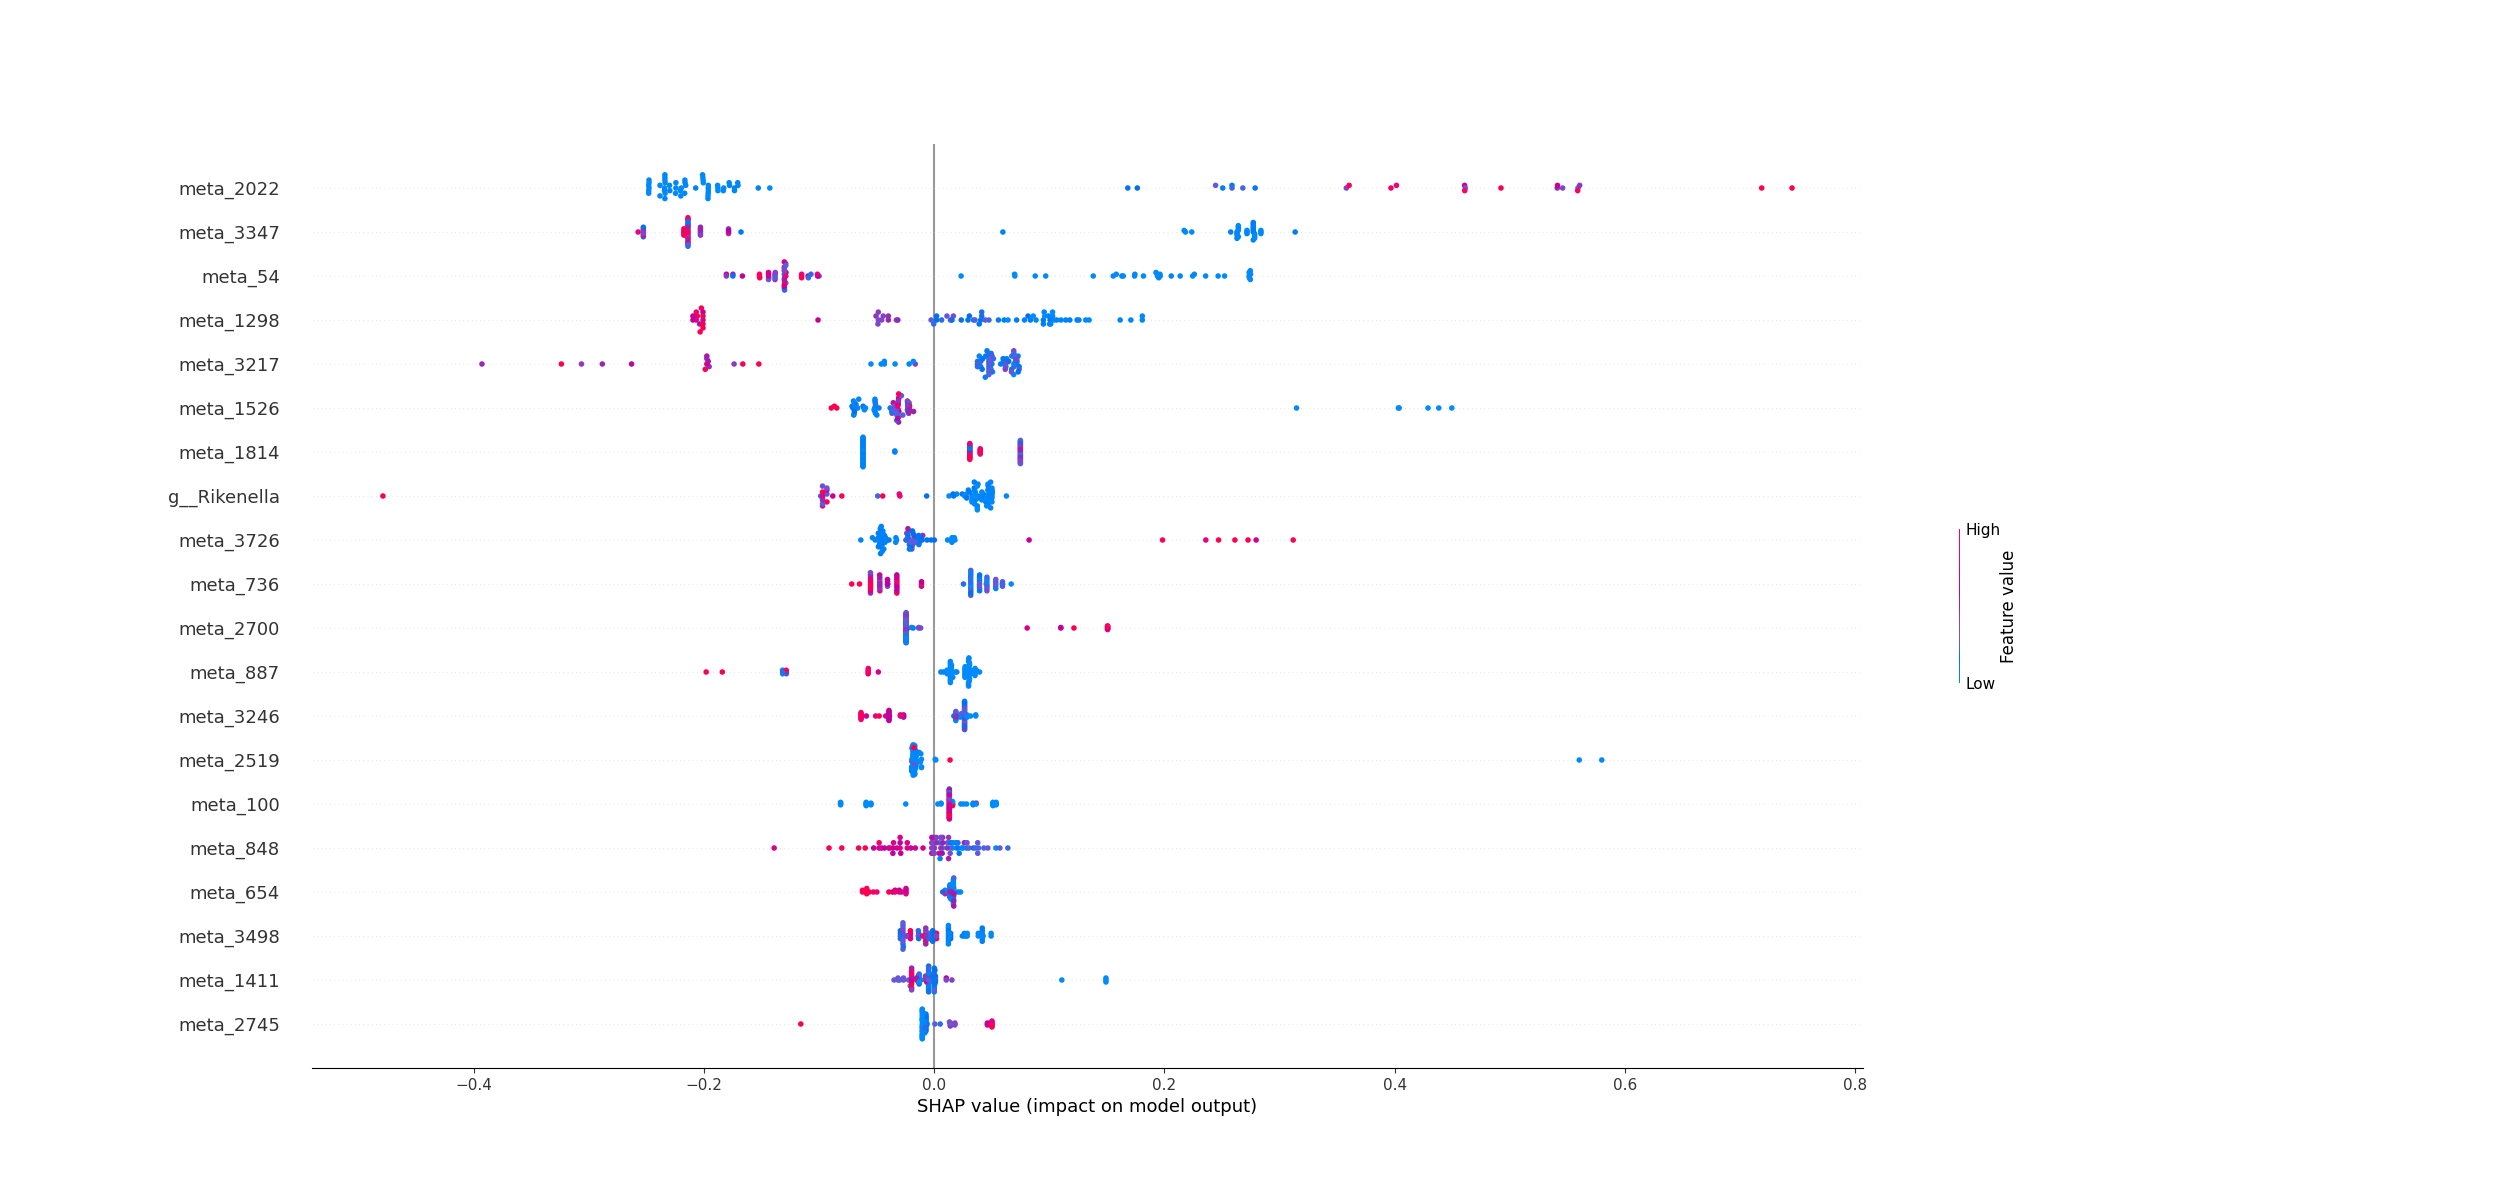 meta_2022
meta_3347
meta_54
meta_1298
meta_3217
meta_1526
meta_1814
g__Rikenella
meta_3726
meta_736
meta_2700
meta_887
meta_3246
meta_2519
meta_100
meta_848
meta_654
meta_3498
meta_1411
meta_2745
−0.4 −0.2 0.0 0.2 0.4 0.6 0.8
SHAP value (impact on model output)
High
Feature value
Low